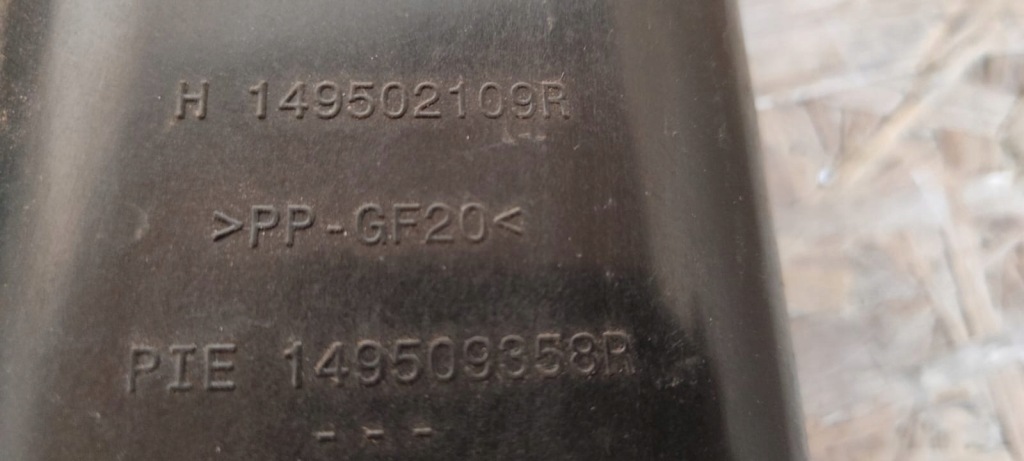 H 149502109R
>PP-GF20<
PIE 149509358R
- - -